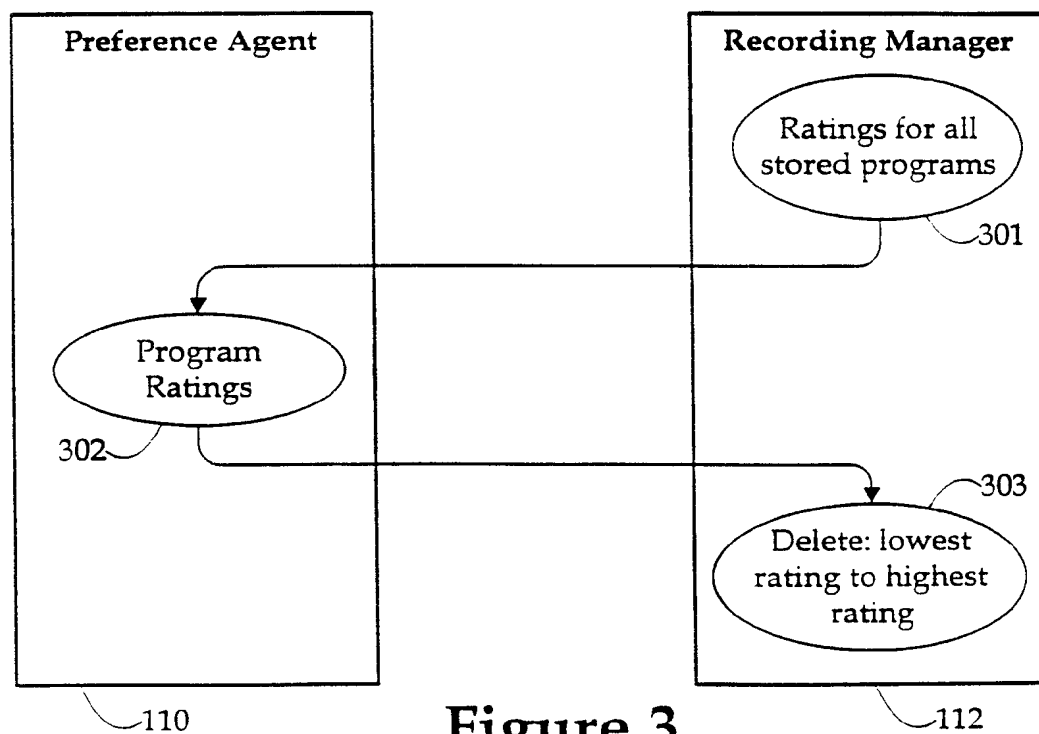 Preference Agent
Recording Manager
Ratings for all
stored programs
301
Program
Ratings
302
303
Delete: lowest
rating to highest
rating
110
112
Figure 3